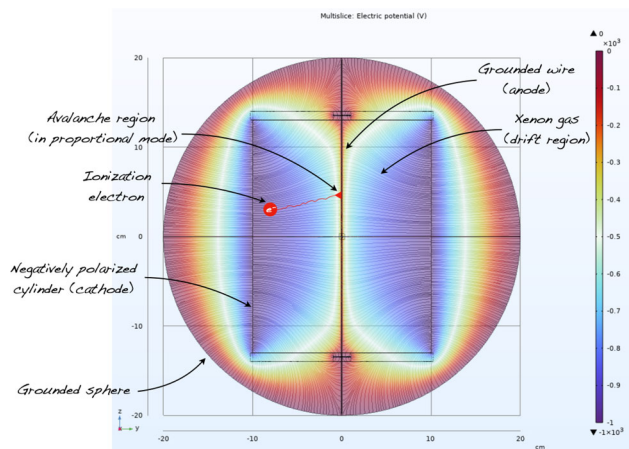 Multislice: Electric potential (V)
Grounded wire
(anode)
Avalanche region
(in proportional mode)
Xenon gas
(drift region)
Ionization
electron
e-
Negatively polarized
cylinder (cathode)
Grounded sphere
20
10
0
-10
-20
cm
-20
-10
0
10
20
cm
z
y
▲ 0
×10³
0
-0.1
-0.2
-0.3
-0.4
-0.5
-0.6
-0.7
-0.8
-0.9
-1
▼ -1×10³